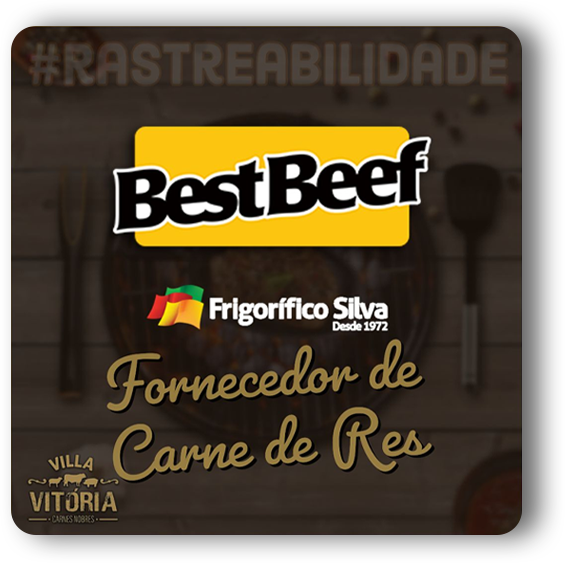 #RASTREABILIDADE
BestBeef
Frigorífico Silva
Desde 1972
Fornecedor de
Carne de Res
VILLA
VITÓRIA
CARNES NOBRES